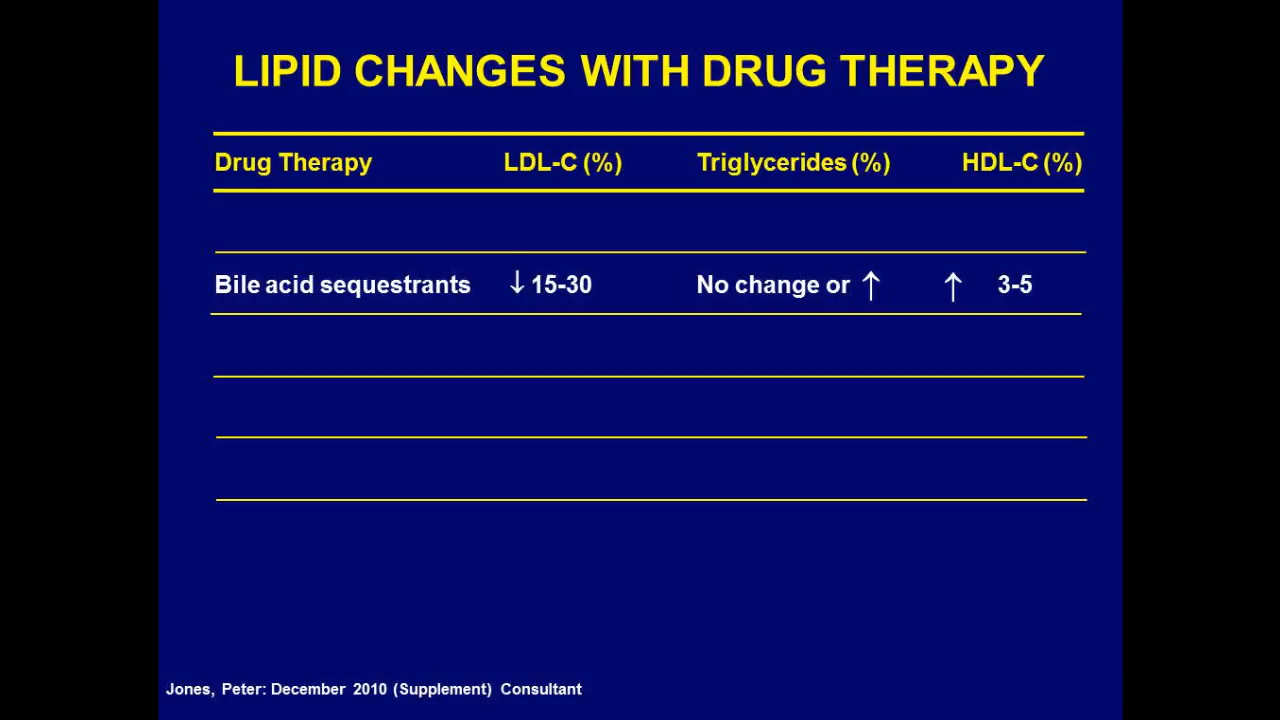 LIPID CHANGES WITH DRUG THERAPY
Drug Therapy LDL-C (%) Triglycerides (%) HDL-C (%)
Bile acid sequestrants ↓ 15-30 No change or ↑ ↑ 3-5
Jones, Peter: December 2010 (Supplement) Consultant